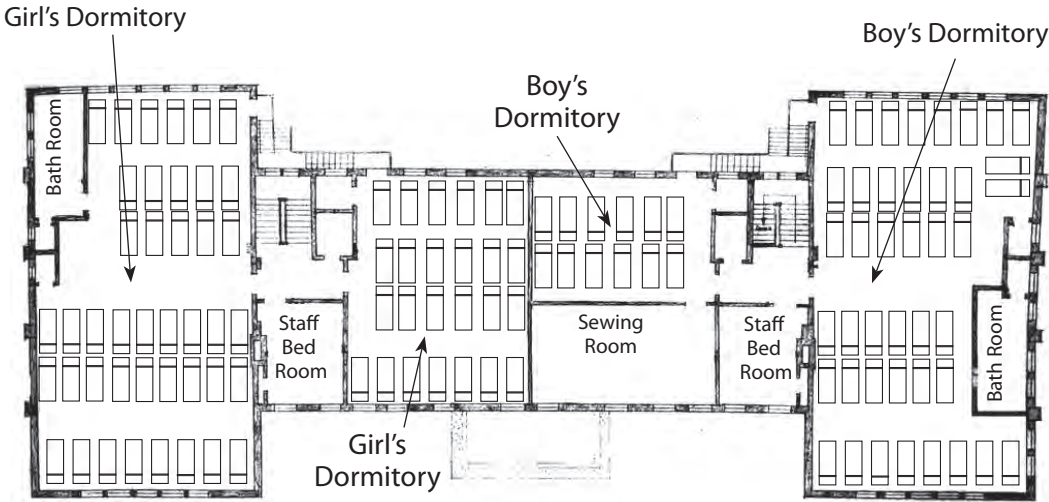 Girl's Dormitory
Boy's Dormitory
Boy's
Dormitory
Bath Room
Staff
Bed
Room
Sewing
Room
Staff
Bed
Room
Bath Room
Girl's
Dormitory